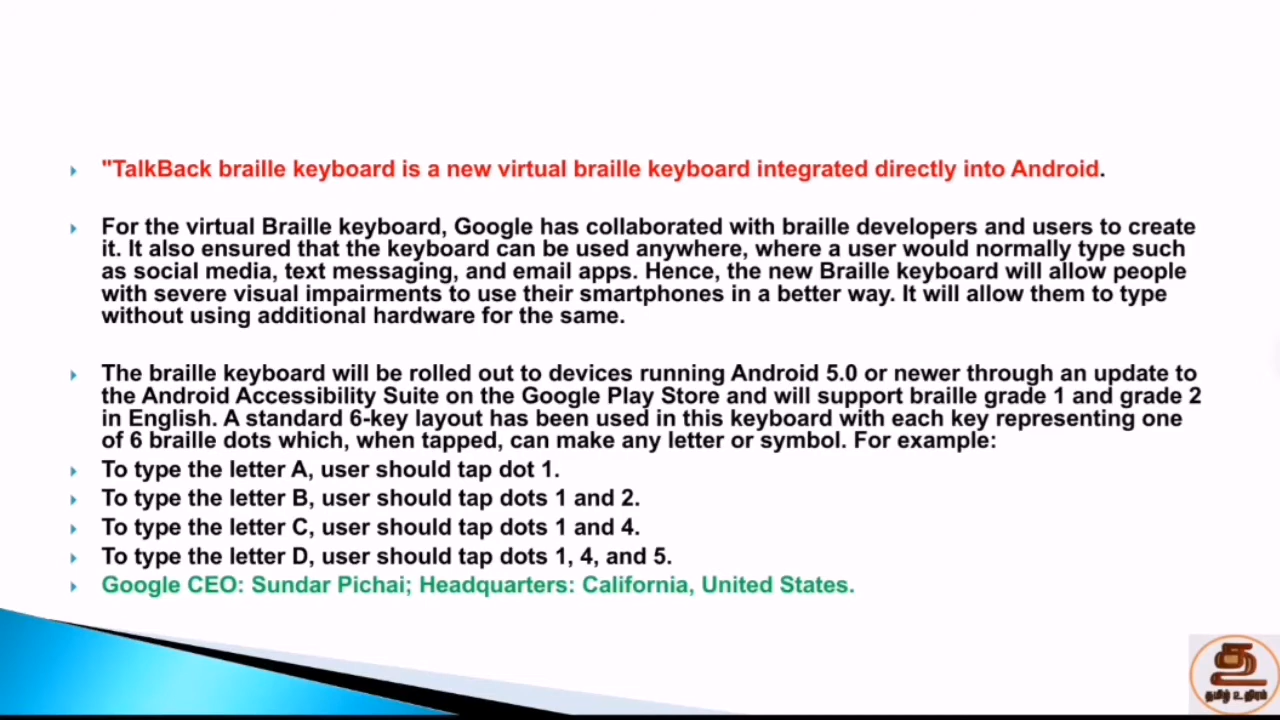 "TalkBack braille keyboard is a new virtual braille keyboard integrated directly into Android.
For the virtual Braille keyboard, Google has collaborated with braille developers and users to create
it. It also ensured that the keyboard can be used anywhere, where a user would normally type such
as social media, text messaging, and email apps. Hence, the new Braille keyboard will allow people
with severe visual impairments to use their smartphones in a better way. It will allow them to type
without using additional hardware for the same.
The braille keyboard will be rolled out to devices running Android 5.0 or newer through an update to
the Android Accessibility Suite on the Google Play Store and will support braille grade 1 and grade 2
in English. A standard 6-key layout has been used in this keyboard with each key representing one
of 6 braille dots which, when tapped, can make any letter or symbol. For example:
To type the letter A, user should tap dot 1.
To type the letter B, user should tap dots 1 and 2.
To type the letter C, user should tap dots 1 and 4.
To type the letter D, user should tap dots 1, 4, and 5.
Google CEO: Sundar Pichai; Headquarters: California, United States.
த
தமிழ் உதிரம்